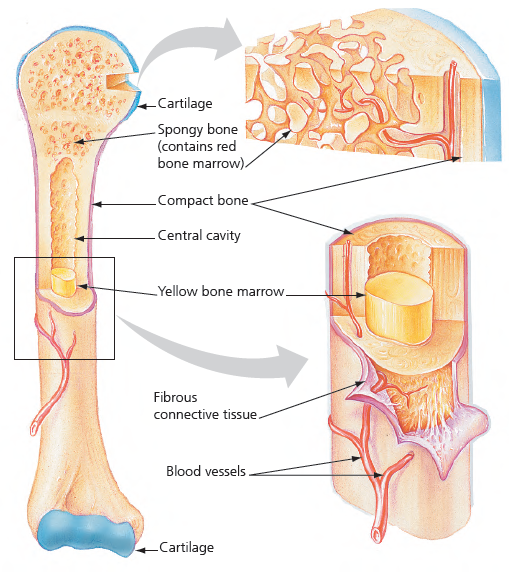 Cartilage
Spongy bone
(contains red
bone marrow)
Compact bone
Central cavity
Yellow bone marrow
Fibrous
connective tissue
Blood vessels
Cartilage